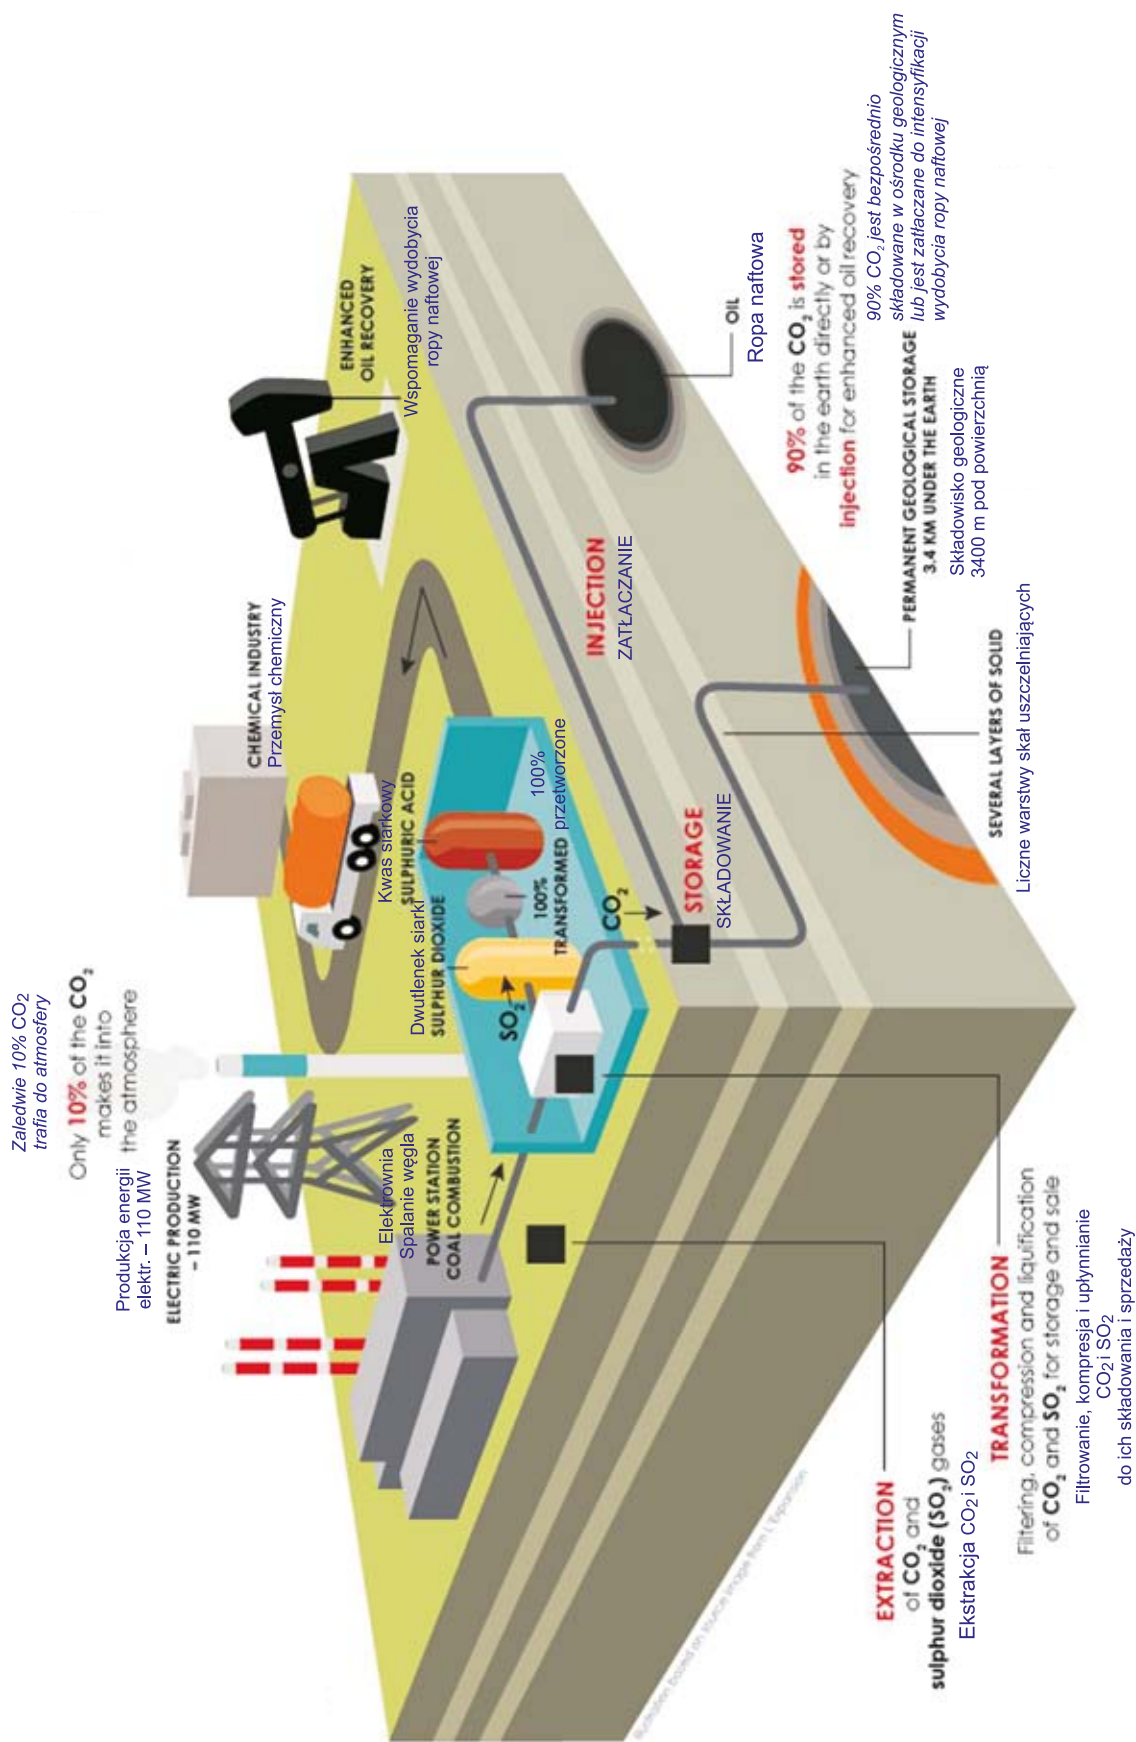 Zaledwie 10% CO2
trafia do atmosfery
Only 10% of the CO2
makes it into
the atmosphere
Produkcja energii
elektr. – 110 MW
ELECTRIC PRODUCTION
– 110 MW
CHEMICAL INDUSTRY
Przemysł chemiczny
ENHANCED
OIL RECOVERY
Wspomaganie wydobycia
ropy naftowej
Elektrownia
Spalanie węgla
POWER STATION
COAL COMBUSTION
Dwutlenek siarki
SULPHUR DIOXIDE
Kwas siarkowy
SULPHURIC ACID
SO2
100%
TRANSFORMED
100%
przetworzone
CO2
STORAGE
SKŁADOWANIE
INJECTION
ZATŁACZANIE
OIL
Ropa naftowa
90% of the CO2 is stored
in the earth directly or by
injection for enhanced oil recovery
90% CO2 jest bezpośrednio
składowane w ośrodku geologicznym
lub jest zatłaczane do intensyfikacji
wydobycia ropy naftowej
PERMANENT GEOLOGICAL STORAGE
3.4 KM UNDER THE EARTH
Składowisko geologiczne
3400 m pod powierzchnią
SEVERAL LAYERS OF SOLID
Liczne warstwy skał uszczelniających
EXTRACTION
of CO2 and
sulphur dioxide (SO2) gases
Ekstrakcja CO2 i SO2
TRANSFORMATION
Filtering, compression and liquification
of CO2 and SO2 for storage and sale
Filtrowanie, kompresja i upłynnianie
CO2 i SO2
do ich składowania i sprzedaży
Illustration based on source image from L'Expansion